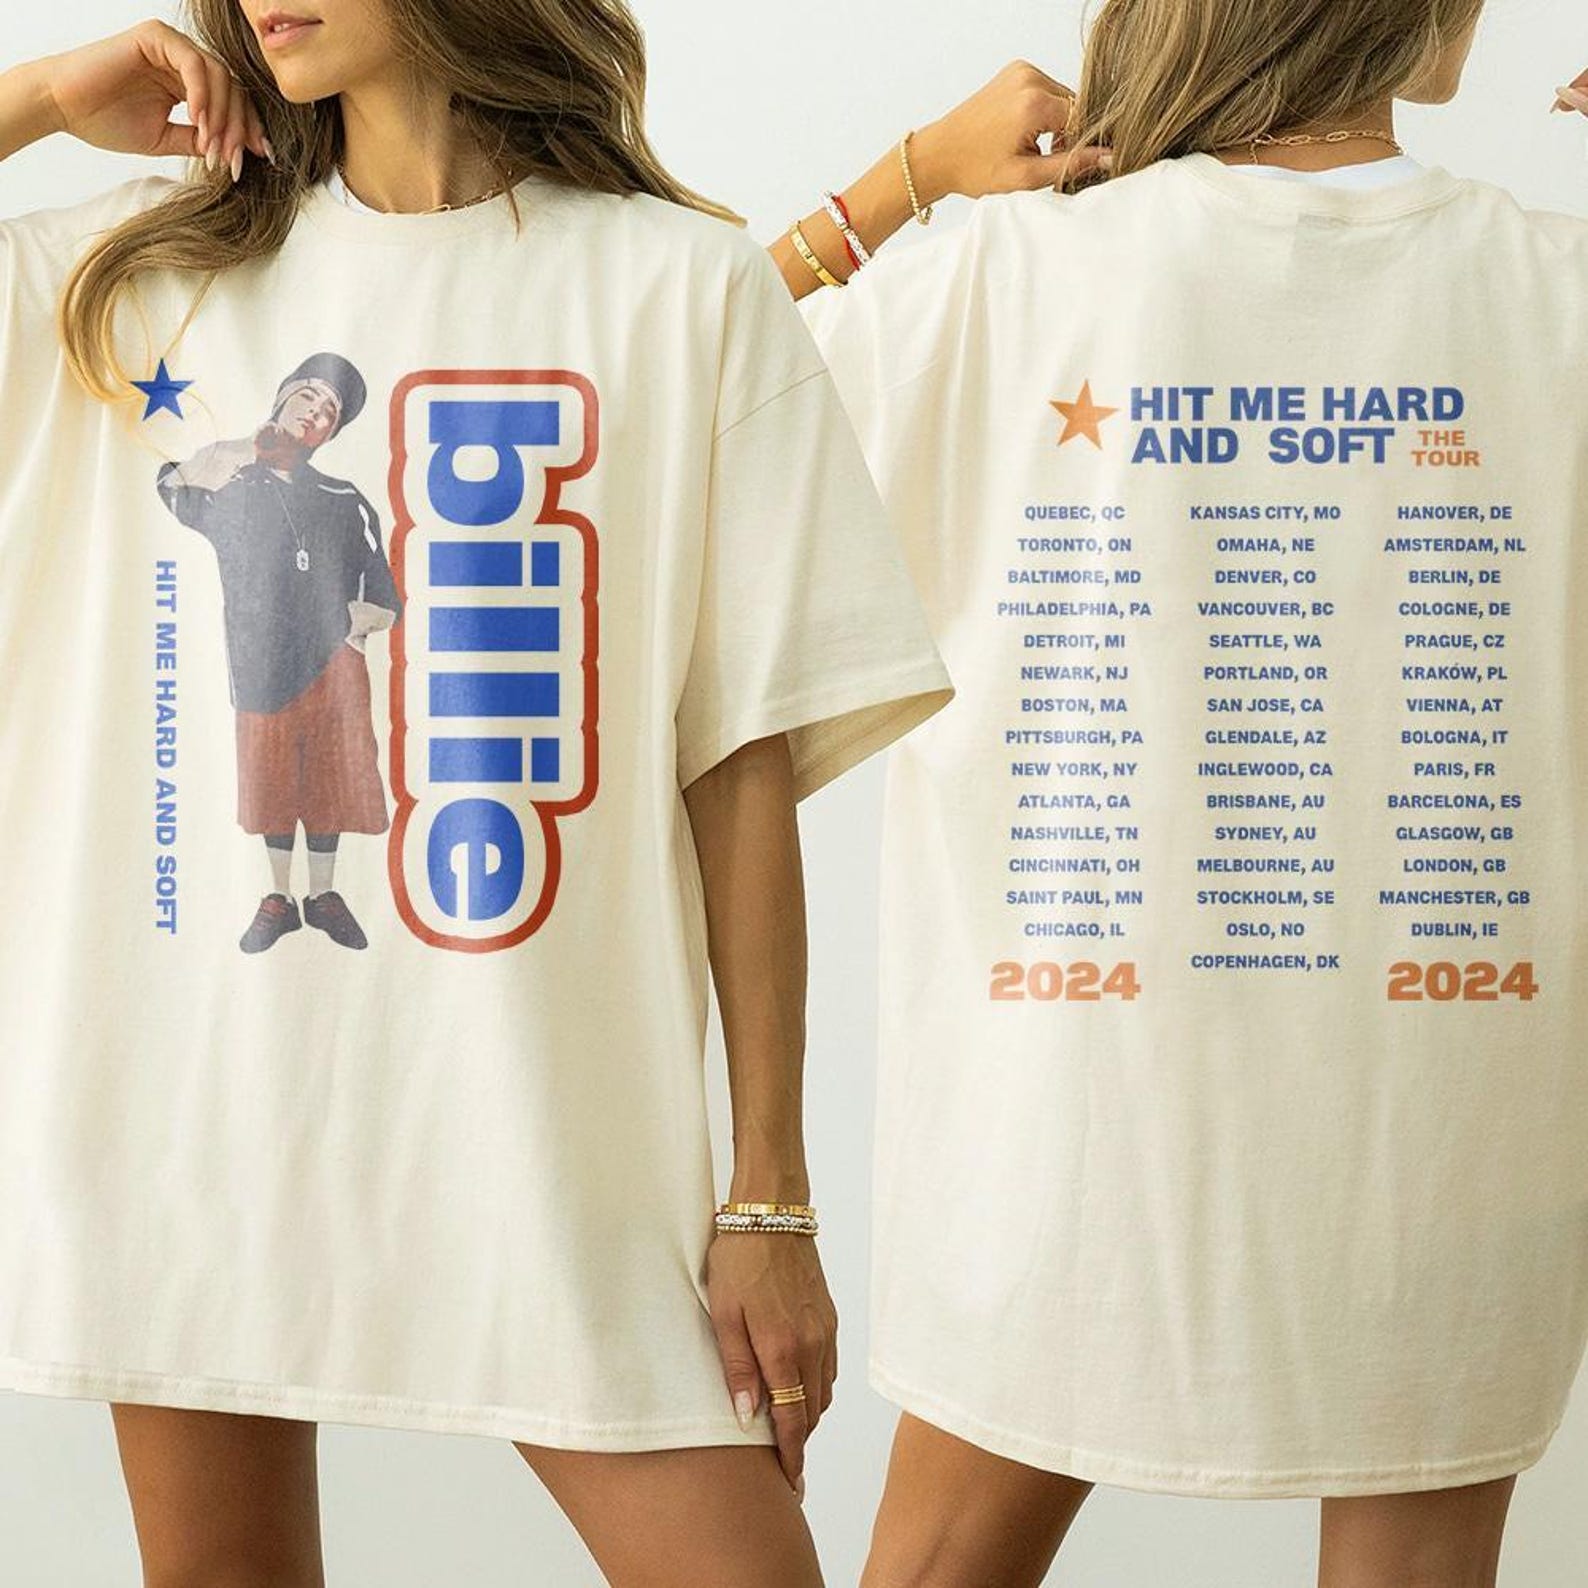 billie
HIT ME HARD AND SOFT
HIT ME HARD
AND SOFT THE TOUR
QUEBEC, QC
TORONTO, ON
BALTIMORE, MD
PHILADELPHIA, PA
DETROIT, MI
NEWARK, NJ
BOSTON, MA
PITTSBURGH, PA
NEW YORK, NY
ATLANTA, GA
NASHVILLE, TN
CINCINNATI, OH
SAINT PAUL, MN
CHICAGO, IL
2024
KANSAS CITY, MO
OMAHA, NE
DENVER, CO
VANCOUVER, BC
SEATTLE, WA
PORTLAND, OR
SAN JOSE, CA
GLENDALE, AZ
INGLEWOOD, CA
BRISBANE, AU
SYDNEY, AU
MELBOURNE, AU
STOCKHOLM, SE
OSLO, NO
COPENHAGEN, DK
HANOVER, DE
AMSTERDAM, NL
BERLIN, DE
COLOGNE, DE
PRAGUE, CZ
KRAKÓW, PL
VIENNA, AT
BOLOGNA, IT
PARIS, FR
BARCELONA, ES
GLASGOW, GB
LONDON, GB
MANCHESTER, GB
DUBLIN, IE
2024